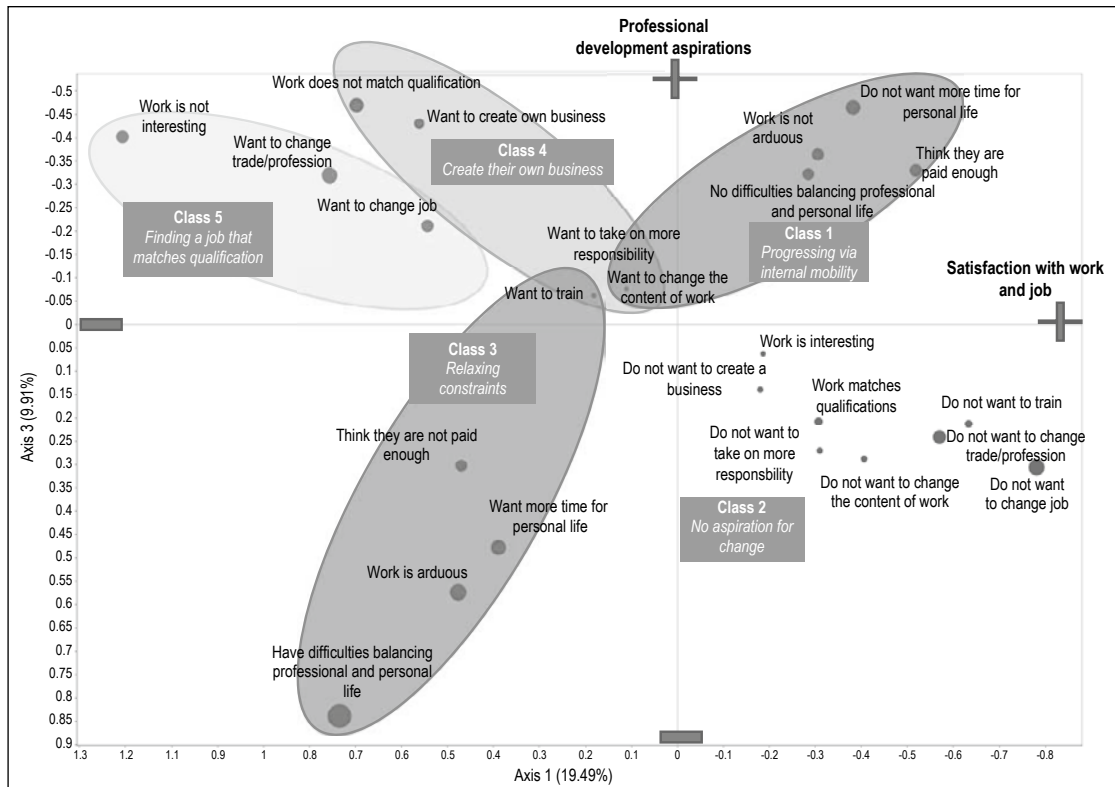 Professional
development aspirations
-0.5
-0.45
-0.4
-0.35
-0.3
-0.25
-0.2
-0.15
-0.1
-0.05
0
0.05
0.1
0.15
0.2
0.25
0.3
0.35
0.4
0.45
0.5
0.55
0.6
0.65
0.7
0.75
0.8
0.85
0.9
Axis 3 (9.91%)
Work does not match qualification
Want to create own business
Class 4
Create their own business
Work is not
interesting
Want to change
trade/profession
Want to change job
Class 5
Finding a job that
matches qualification
Do not want more time for
personal life
Work is not
arduous
Think they are
paid enough
No difficulties balancing professional
and personal life
Class 1
Progressing via
internal mobility
Want to take on more
responsibility
Want to change the
content of work
Want to train
Satisfaction with work
and job
Class 3
Relaxing
constraints
Think they are not paid
enough
Want more time for
personal life
Work is arduous
Have difficulties balancing
professional and personal
life
Work is interesting
Do not want to create a
business
Work matches
qualifications
Do not want to train
Do not want to
take on more
responsbility
Do not want to change
trade/profession
Do not want to change
the content of work
Do not want
to change job
Class 2
No aspiration for
change
1.3 1.2 1.1 1 0.9 0.8 0.7 0.6 0.5 0.4 0.3 0.2 0.1 0 -0.1 -0.2 -0.3 -0.4 -0.5 -0.6 -0.7 -0.8
Axis 1 (19.49%)